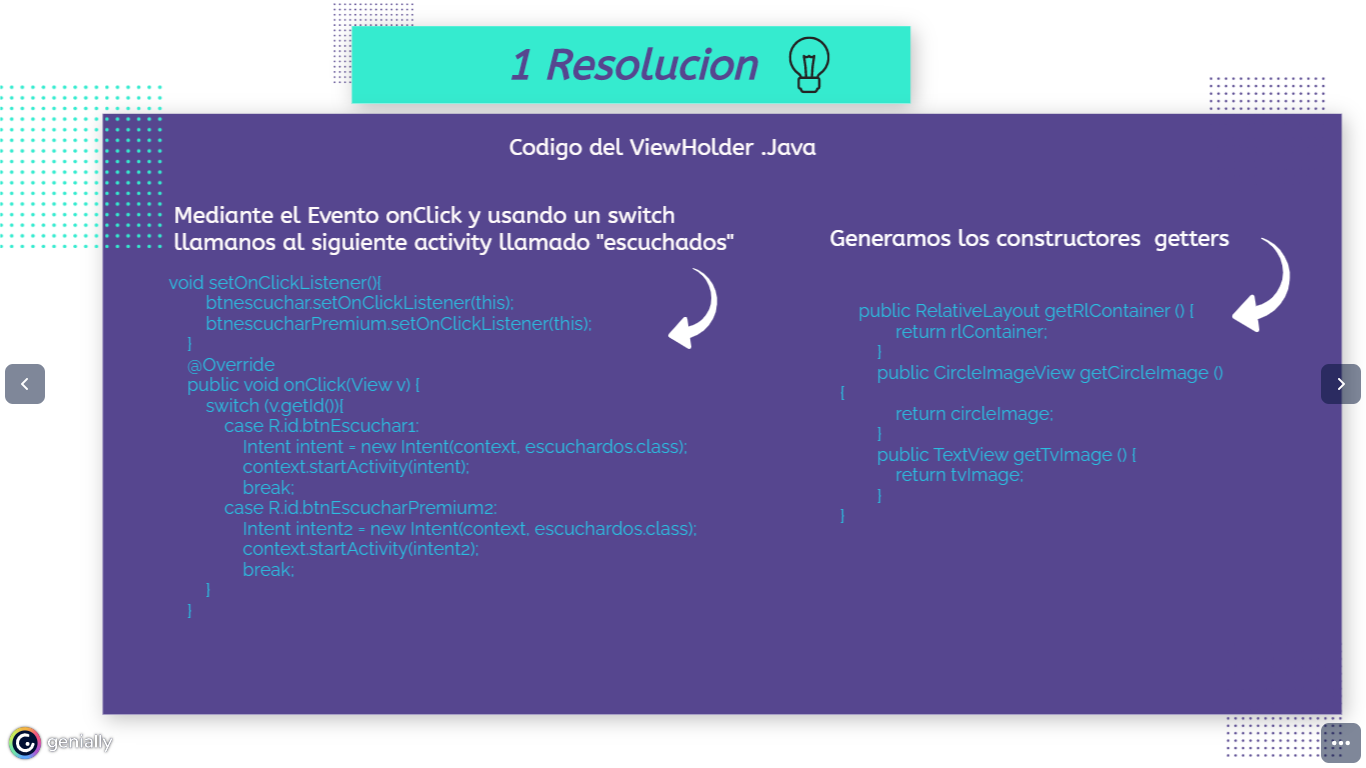 1 Resolucion
Codigo del ViewHolder .Java
Mediante el Evento onClick y usando un switch
llamanos al siguiente activity llamado "escuchados"
void setOnClickListener(){
btnescuchar.setOnClickListener(this);
btnescucharPremium.setOnClickListener(this);
}
@Override
public void onClick(View v) {
switch (v.getId()){
case R.id.btnEscuchar1:
Intent intent = new Intent(context, escuchardos.class);
context.startActivity(intent);
break;
case R.id.btnEscucharPremium2:
Intent intent2 = new Intent(context, escuchardos.class);
context.startActivity(intent2);
break;
}
}
Generamos los constructores  getters
public RelativeLayout getRlContainer () {
return rlContainer;
}
public CircleImageView getCircleImage ()
{
return circleImage;
}
public TextView getTvImage () {
return tvImage;
}
}
genially